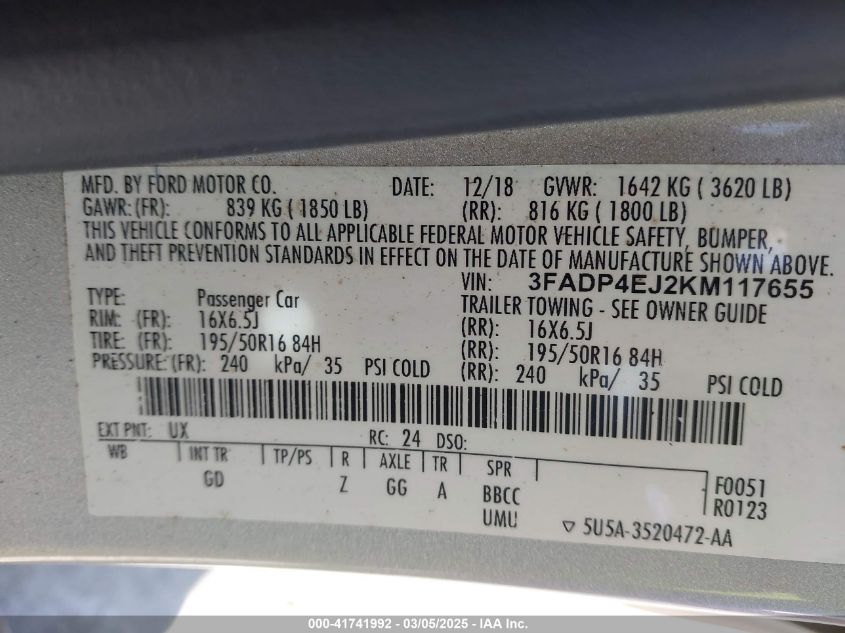 MFD. BY FORD MOTOR CO. DATE: 12/18 GVWR: 1642 KG ( 3620 LB)
GAWR: (FR): 839 KG ( 1850 LB) (RR): 816 KG ( 1800 LB)
THIS VEHICLE CONFORMS TO ALL APPLICABLE FEDERAL MOTOR VEHICLE SAFETY, BUMPER,
AND THEFT PREVENTION STANDARDS IN EFFECT ON THE DATE OF MANUFACTURE SHOWN ABOVE.
VIN: 3FADP4EJ2KM117655
TYPE: Passenger Car TRAILER TOWING - SEE OWNER GUIDE
RIM: (FR): 16X6.5J (RR): 16X6.5J
TIRE: (FR): 195/50R16 84H (RR): 195/50R16 84H
PRESSURE: (FR): 240 kPa/ 35 PSI COLD (RR): 240 kPa/ 35 PSI COLD
EXT PNT: UX RC: 24 DSO:
WB INT TR TP/PS R AXLE TR SPR F0051
GD Z GG A BBCC R0123
UMU ▽ 5U5A-3520472-AA
000-41741992 — 03/05/2025 — IAA Inc.